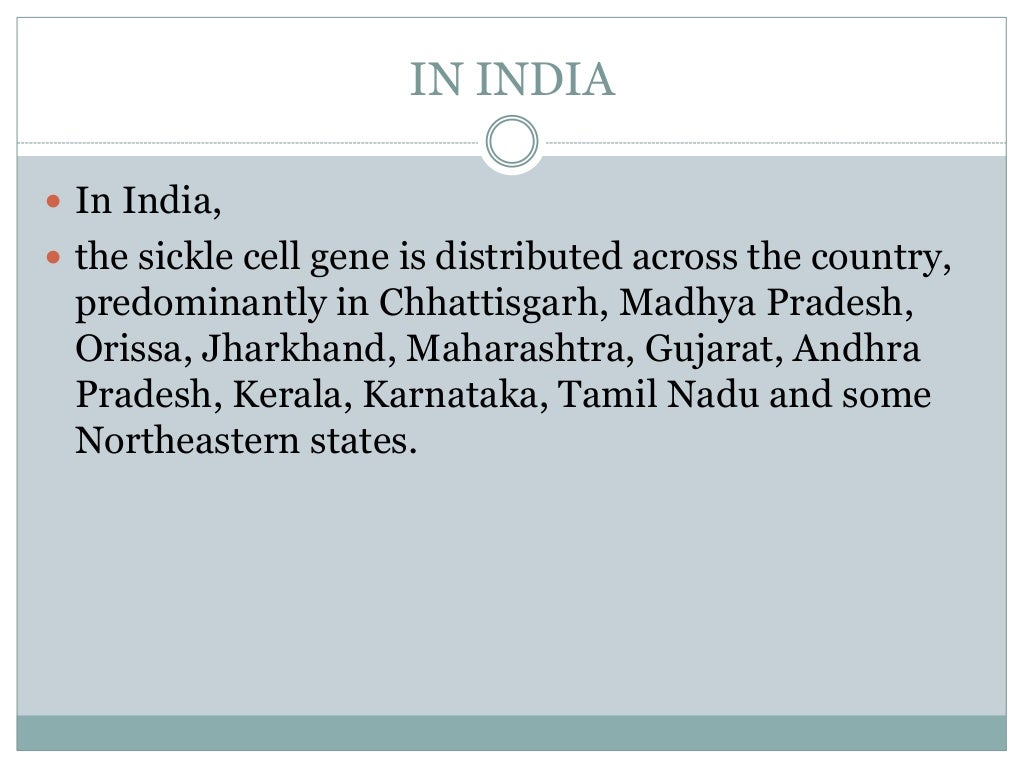 IN INDIA
• In India,
• the sickle cell gene is distributed across the country,
predominantly in Chhattisgarh, Madhya Pradesh,
Orissa, Jharkhand, Maharashtra, Gujarat, Andhra
Pradesh, Kerala, Karnataka, Tamil Nadu and some
Northeastern states.